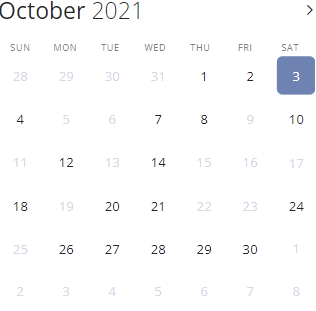 October 2021
SUN MON TUE WED THU FRI SAT
28 29 30 31 1 2 3
4 5 6 7 8 9 10
11 12 13 14 15 16 17
18 19 20 21 22 23 24
25 26 27 28 29 30 1
2 3 4 5 6 7 8